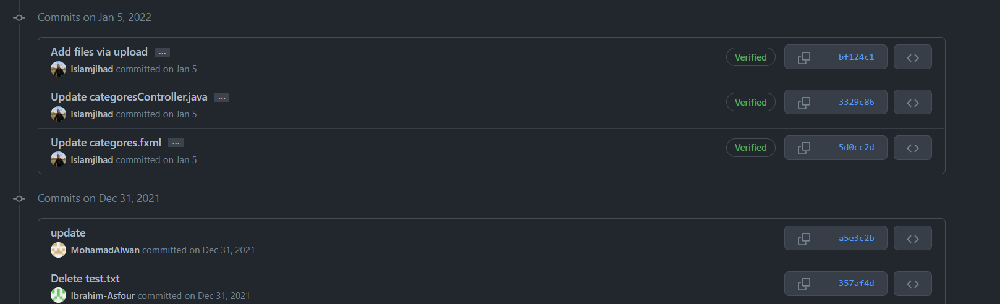 Commits on Jan 5, 2022
Add files via upload ...
Verified
bf124c1
islamjihad committed on Jan 5
Update categoresController.java ...
Verified
3329c86
islamjihad committed on Jan 5
Update categores.fxml ...
Verified
5d0cc2d
islamjihad committed on Jan 5
Commits on Dec 31, 2021
update
a5e3c2b
MohamadAlwan committed on Dec 31, 2021
Delete test.txt
357af4d
Ibrahim-Asfour committed on Dec 31, 2021